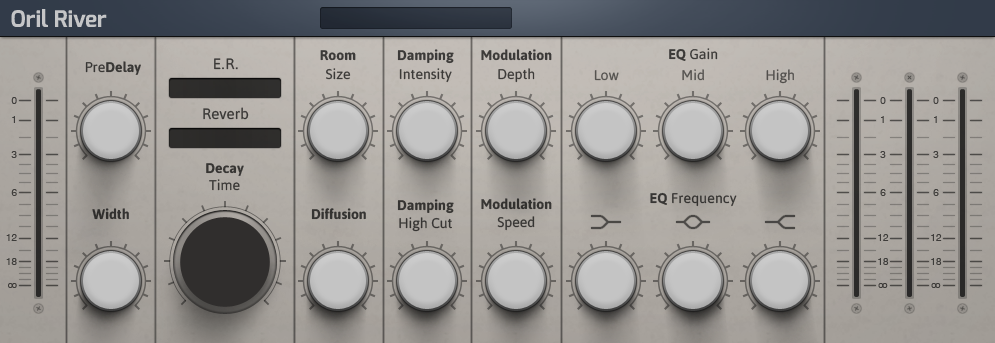 Oril River
PreDelay
E.R.
Reverb
Decay
Time
Room
Size
Damping
Intensity
Modulation
Depth
EQ Gain
Low Mid High
Width
Diffusion
Damping
High Cut
Modulation
Speed
EQ Frequency
0
1
3
6
12
18
∞
0 0
1 1
3 3
6 6
12 12
18 18
∞ ∞